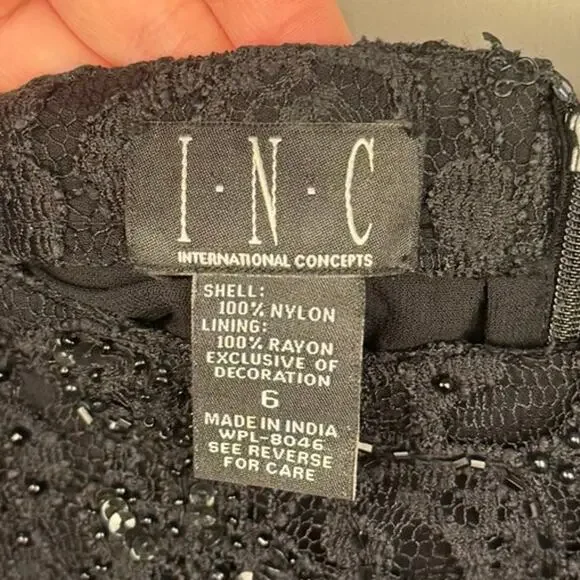 I·N·C
INTERNATIONAL CONCEPTS
SHELL:
100% NYLON
LINING:
100% RAYON
EXCLUSIVE OF
DECORATION
6
MADE IN INDIA
WPL-8046
SEE REVERSE
FOR CARE